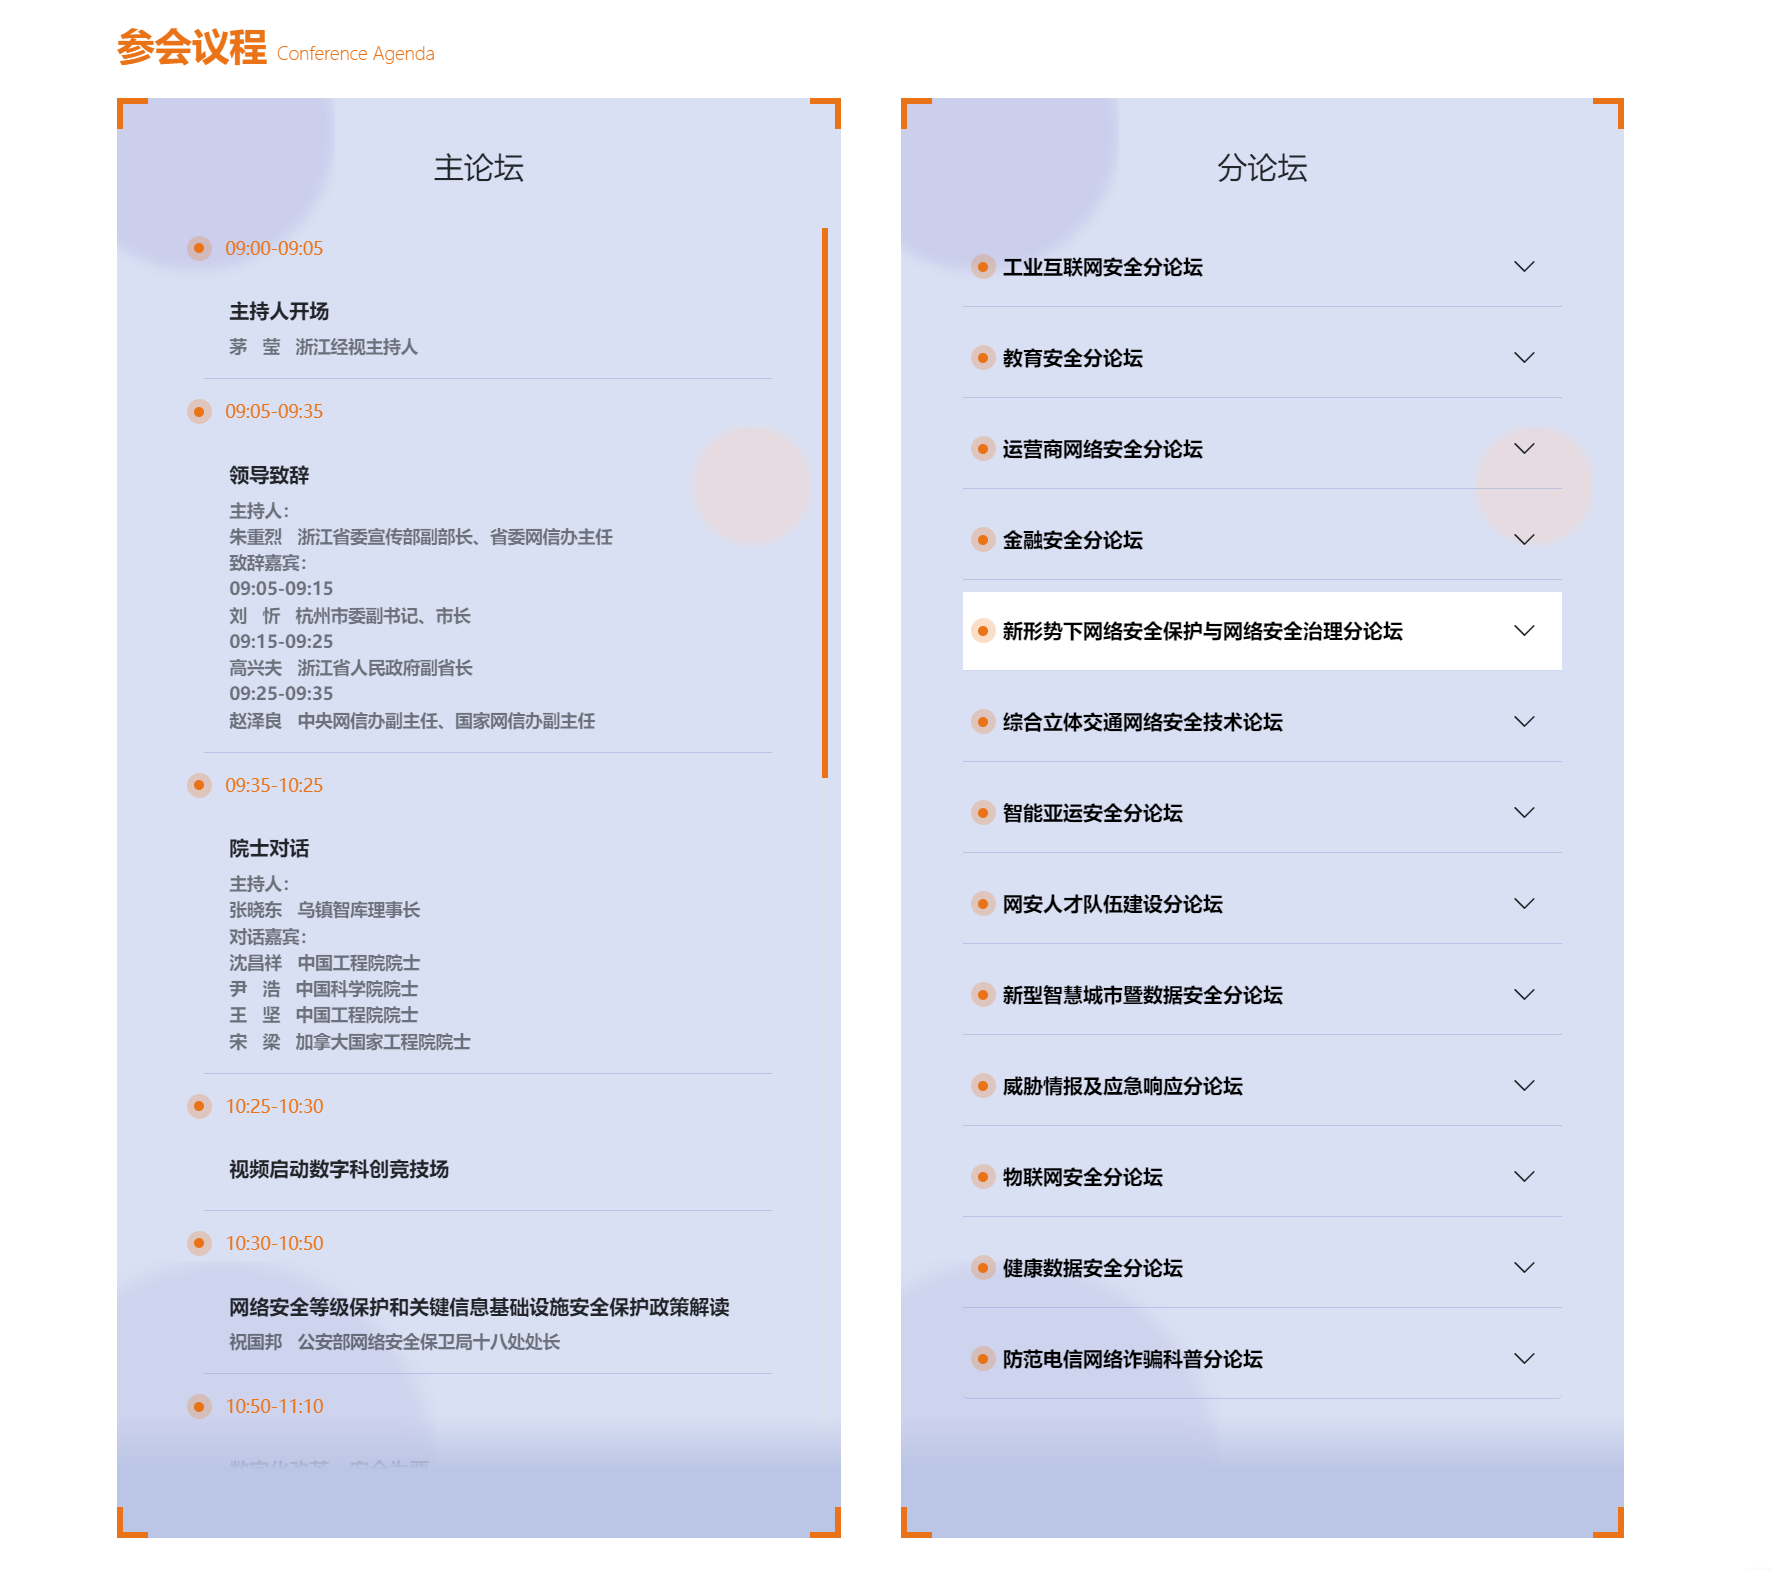 参会议程 Conference Agenda
主论坛
09:00-09:05
主持人开场
茅 莹 浙江经视主持人
09:05-09:35
领导致辞
主持人：
朱重烈 浙江省委宣传部副部长、省委网信办主任
致辞嘉宾：
09:05-09:15
刘 忻 杭州市委副书记、市长
09:15-09:25
高兴夫 浙江省人民政府副省长
09:25-09:35
赵泽良 中央网信办副主任、国家网信办副主任
09:35-10:25
院士对话
主持人：
张晓东 乌镇智库理事长
对话嘉宾：
沈昌祥 中国工程院院士
尹 浩 中国科学院院士
王 坚 中国工程院院士
宋 梁 加拿大国家工程院院士
10:25-10:30
视频启动数字科创竞技场
10:30-10:50
网络安全等级保护和关键信息基础设施安全保护政策解读
祝国邦 公安部网络安全保卫局十八处处长
10:50-11:10
分论坛
工业互联网安全分论坛
教育安全分论坛
运营商网络安全分论坛
金融安全分论坛
新形势下网络安全保护与网络安全治理分论坛
综合立体交通网络安全技术论坛
智能亚运安全分论坛
网安人才队伍建设分论坛
新型智慧城市暨数据安全分论坛
威胁情报及应急响应分论坛
物联网安全分论坛
健康数据安全分论坛
防范电信网络诈骗科普分论坛